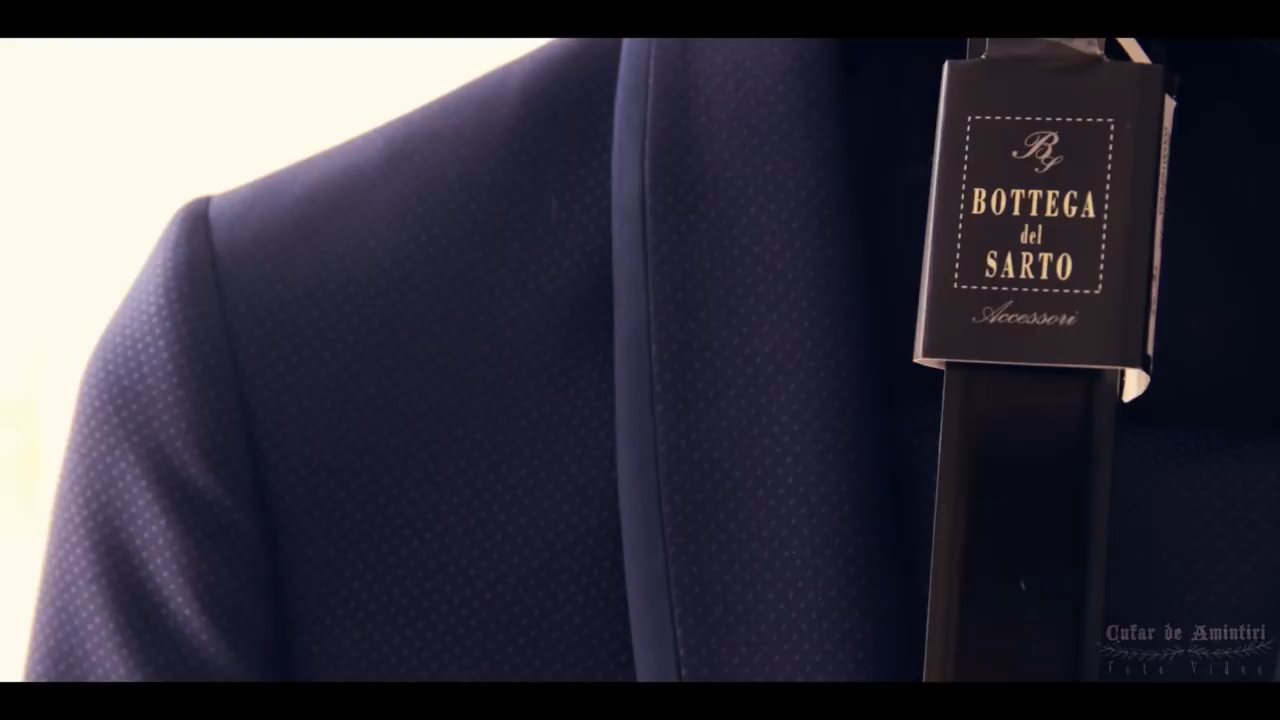 BS
BOTTEGA
del
SARTO
Accessori
Cufar de Amintiri
Foto Video